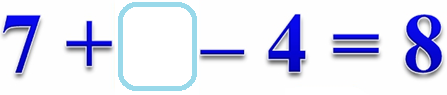 7 + □ – 4 = 8